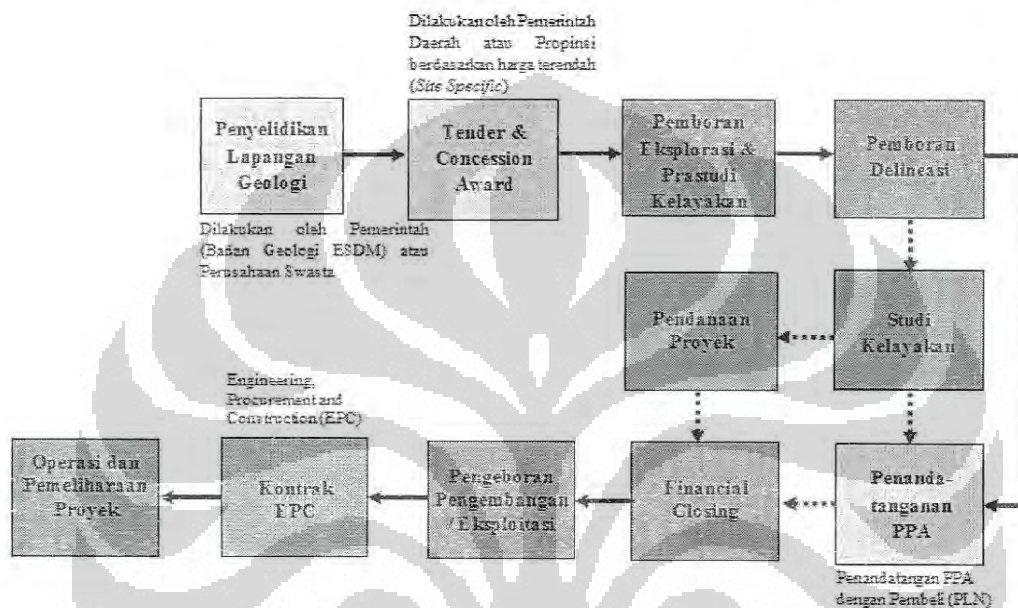 Dilakukan oleh Pemerintah
Daerah atau Propinsi
berdasarkan harga terendah
(Site Specific)
Penyelidikan
Lapangan
Geologi
Tender &
Concession
Award
Pemboran
Eksplorasi &
Prastudi
Kelayakan
Pemboran
Delineasi
Dilakukan oleh Pemerintah
(Badan Geologi ESDM) atau
Perusahaan Swasta
Pendanaan
Proyek
Studi
Kelayakan
Engineering,
Procurement and
Construction (EPC)
Operasi dan
Pemeliharaan
Proyek
Kontrak
EPC
Pengeboran
Pengembangan
/ Eksploitasi
Financial
Closing
Penanda-
tanganan
PPA
Penandatangan PPA
dengan Pembeli (PLN)